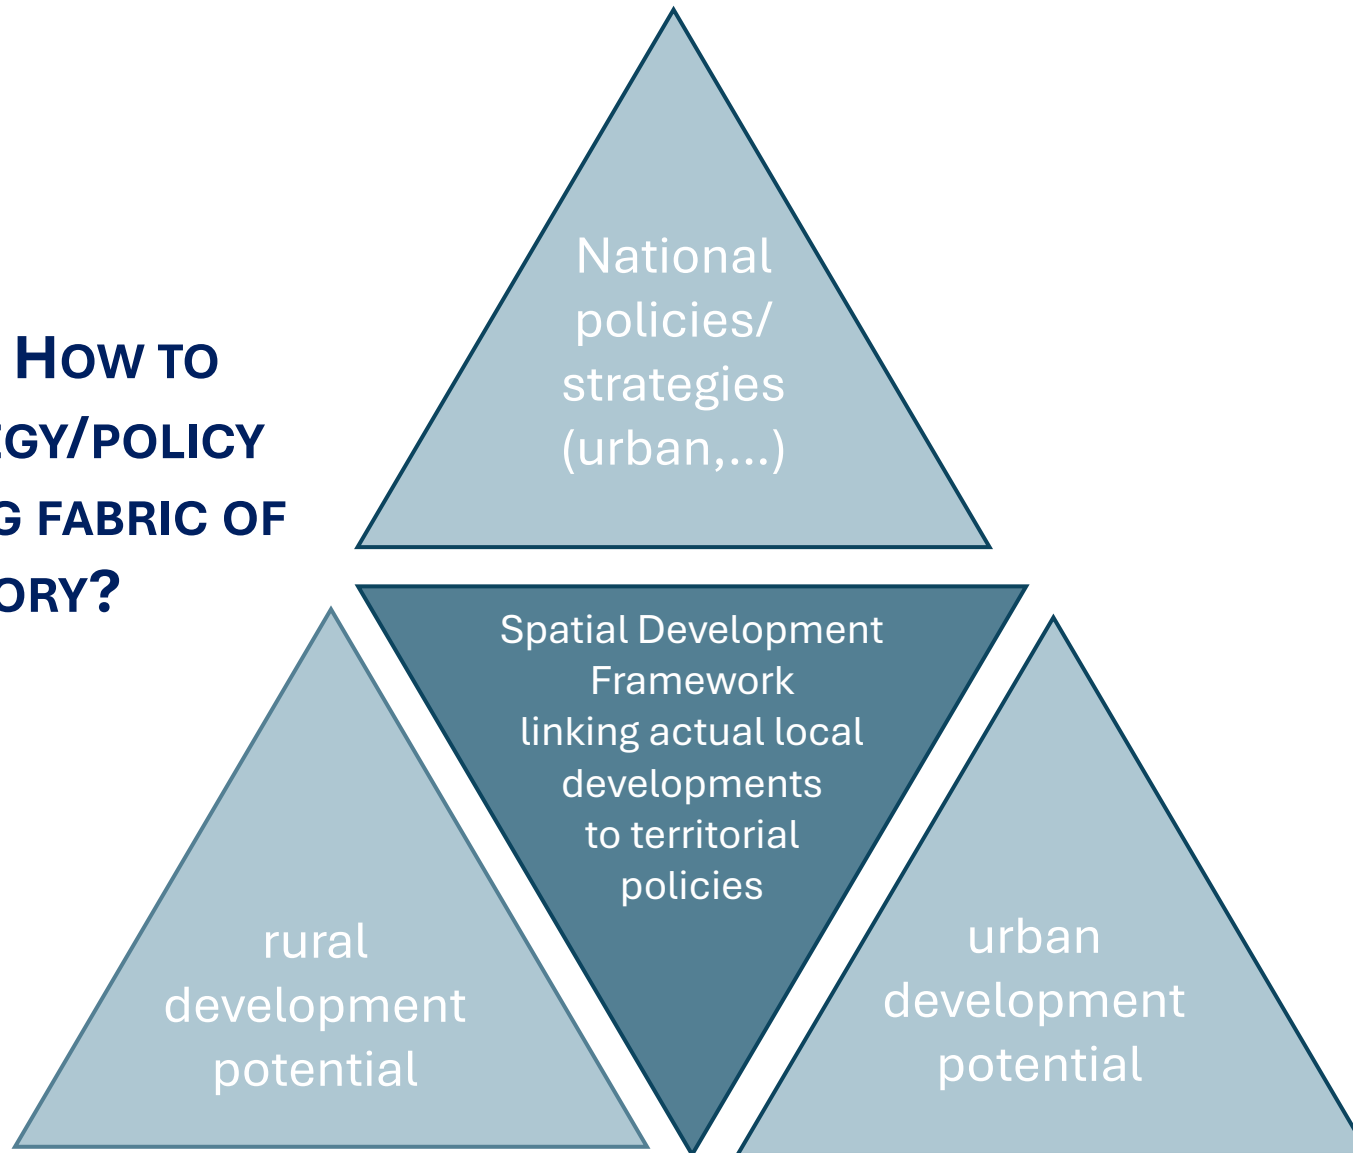 HOW TO
EGY/POLICY
G FABRIC OF
ORY?
National
policies/
strategies
(urban,...)
Spatial Development
Framework
linking actual local
developments
to territorial
policies
rural
development
potential
urban
development
potential